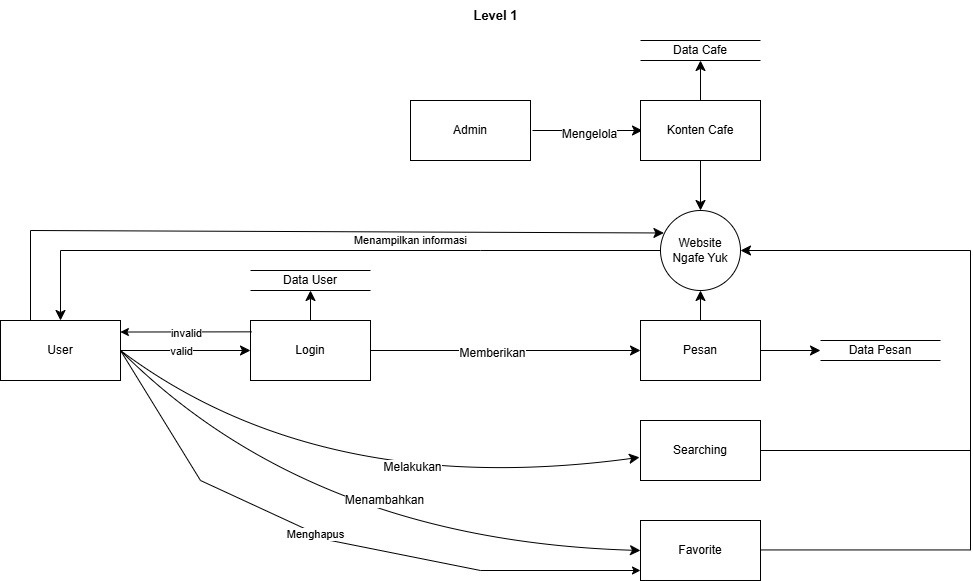 Level 1
Data Cafe
Admin
Mengelola
Konten Cafe
Website
Ngafe Yuk
Menampilkan informasi
Data User
User
invalid
valid
Login
Memberikan
Pesan
Data Pesan
Searching
Melakukan
Menambahkan
Menghapus
Favorite